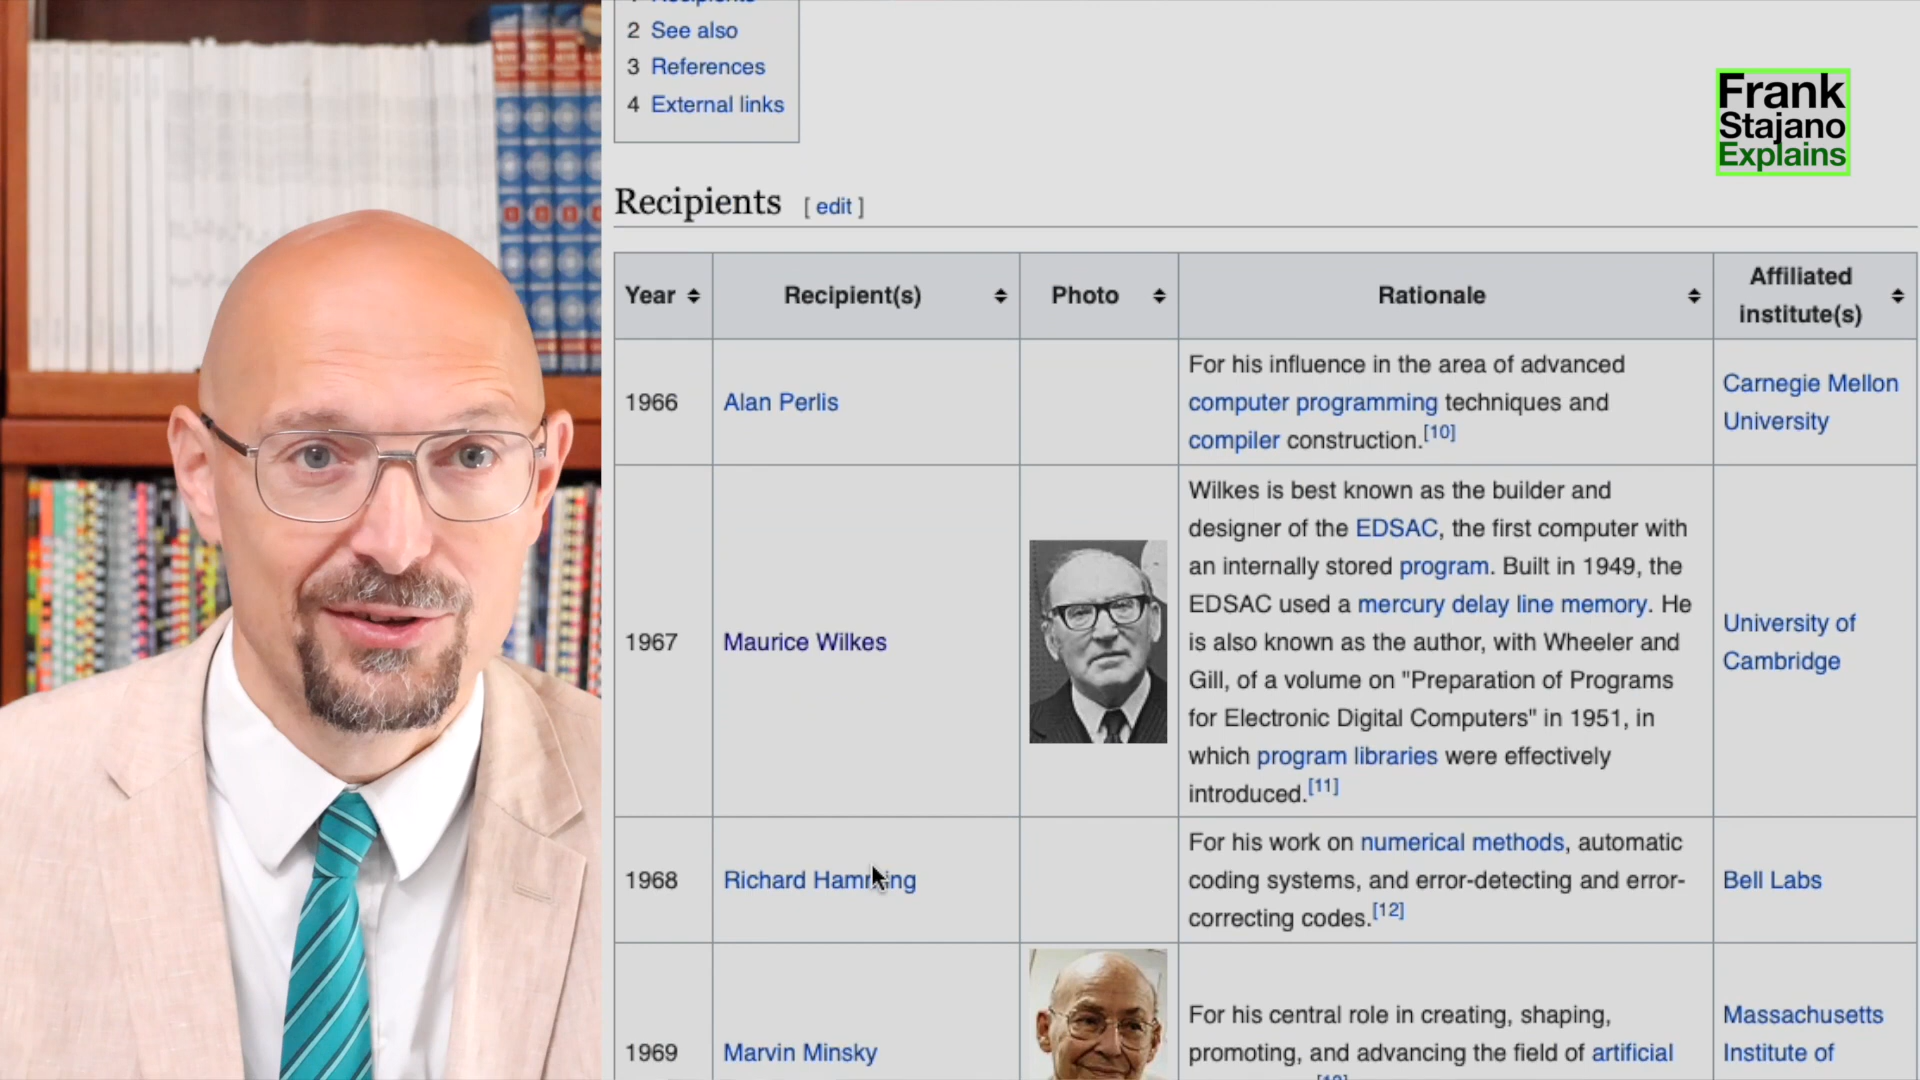 1 Recipients
2 See also
3 References
4 External links
Frank
Stajano
Explains
Recipients [ edit ]
Year
Recipient(s)
Photo
Rationale
Affiliated
institute(s)
1966
Alan Perlis
For his influence in the area of advanced
computer programming techniques and
compiler construction.[10]
Carnegie Mellon
University
1967
Maurice Wilkes
Wilkes is best known as the builder and
designer of the EDSAC, the first computer with
an internally stored program. Built in 1949, the
EDSAC used a mercury delay line memory. He
is also known as the author, with Wheeler and
Gill, of a volume on "Preparation of Programs
for Electronic Digital Computers" in 1951, in
which program libraries were effectively
introduced.[11]
University of
Cambridge
1968
Richard Hamming
For his work on numerical methods, automatic
coding systems, and error-detecting and error-
correcting codes.[12]
Bell Labs
1969
Marvin Minsky
For his central role in creating, shaping,
promoting, and advancing the field of artificial
Massachusetts
Institute of